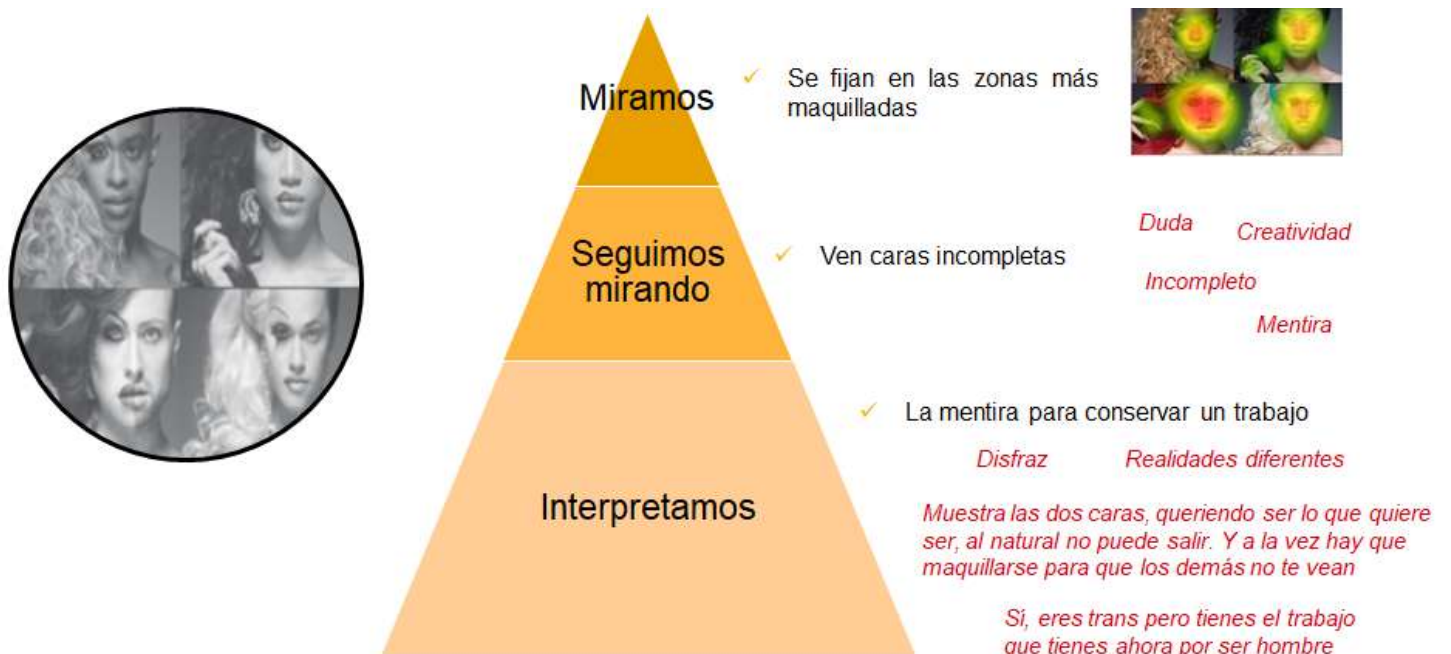 Miramos
✓ Se fijan en las zonas más
maquilladas
Seguimos
mirando
✓ Ven caras incompletas
Duda
Creatividad
Incompleto
Mentira
Interpretamos
✓ La mentira para conservar un trabajo
Disfraz
Realidades diferentes
Muestra las dos caras, queriendo ser lo que quiere
ser, al natural no puede salir. Y a la vez hay que
maquillarse para que los demás no te vean
Si, eres trans pero tienes el trabajo
que tienes ahora por ser hombre